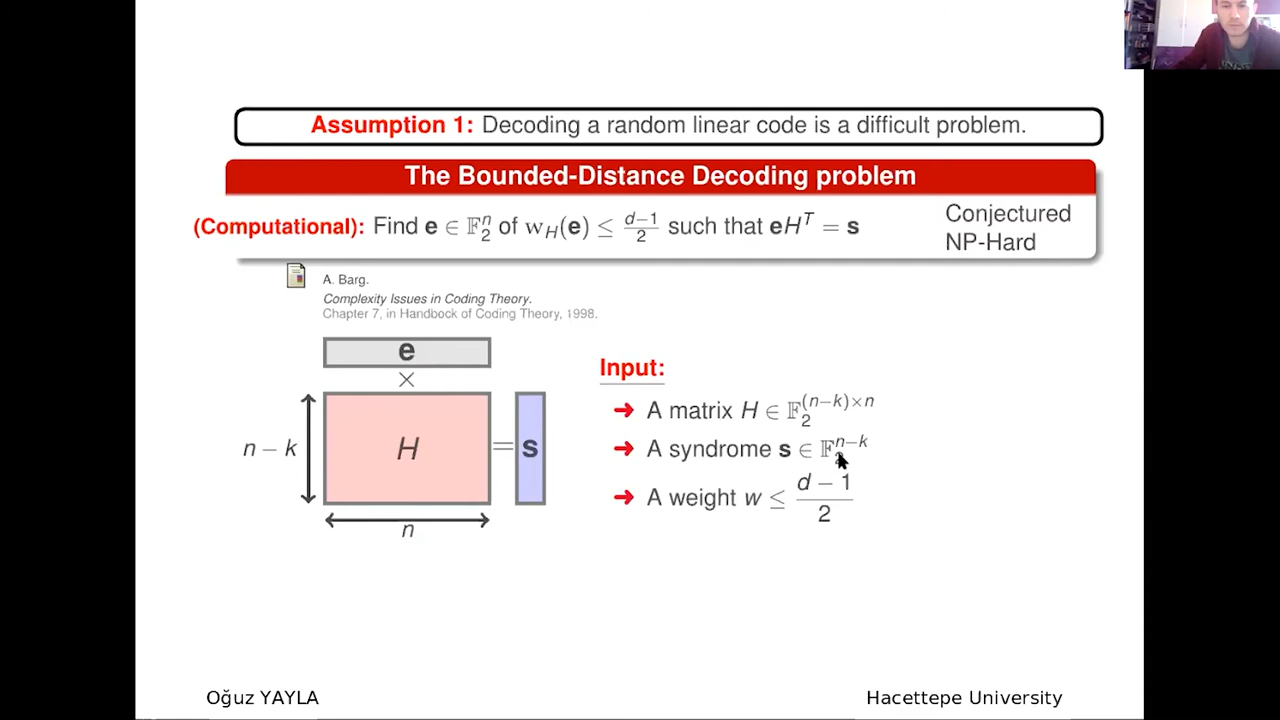 Assumption 1: Decoding a random linear code is a difficult problem.
The Bounded-Distance Decoding problem
(Computational): Find e ∈ 𝔽₂ⁿ of w_H(e) ≤ (d−1)/2 such that eHᵀ = s
Conjectured
NP-Hard
A. Barg.
Complexity Issues in Coding Theory.
Chapter 7, in Handbock of Coding Theory, 1998.
e
×
n − k
H
=
s
n
Input:
➜ A matrix H ∈ 𝔽₂^((n−k)×n)
➜ A syndrome s ∈ 𝔽₂^(n−k)
➜ A weight w ≤ (d − 1)/2
Oğuz YAYLA
Hacettepe University